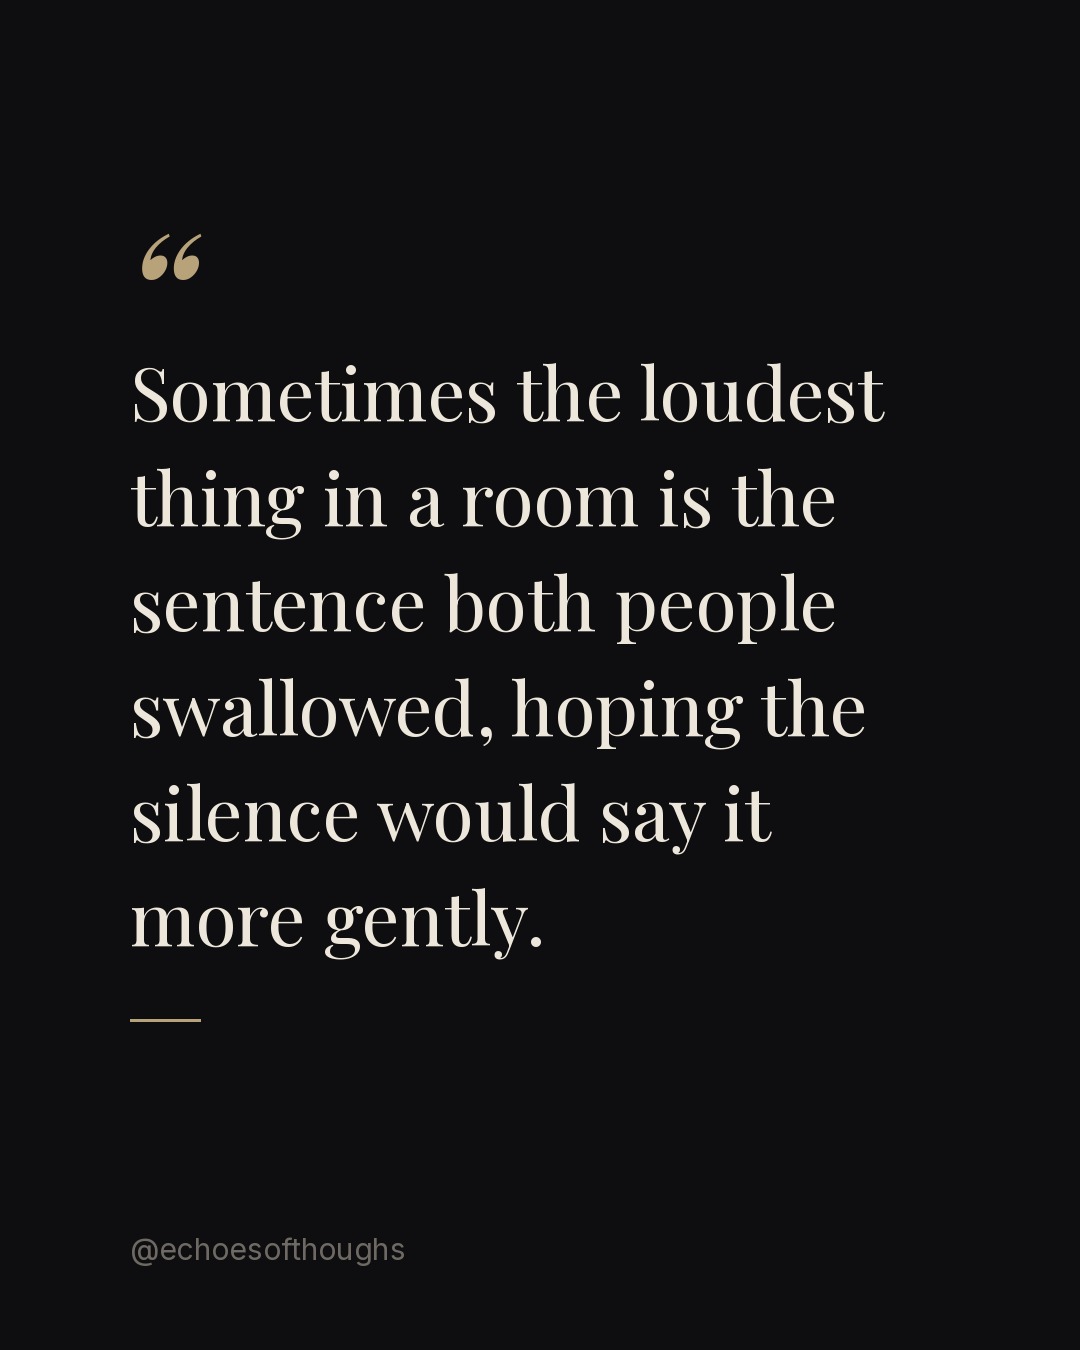 “
Sometimes the loudest
thing in a room is the
sentence both people
swallowed, hoping the
silence would say it
more gently.
@echoesofthoughs